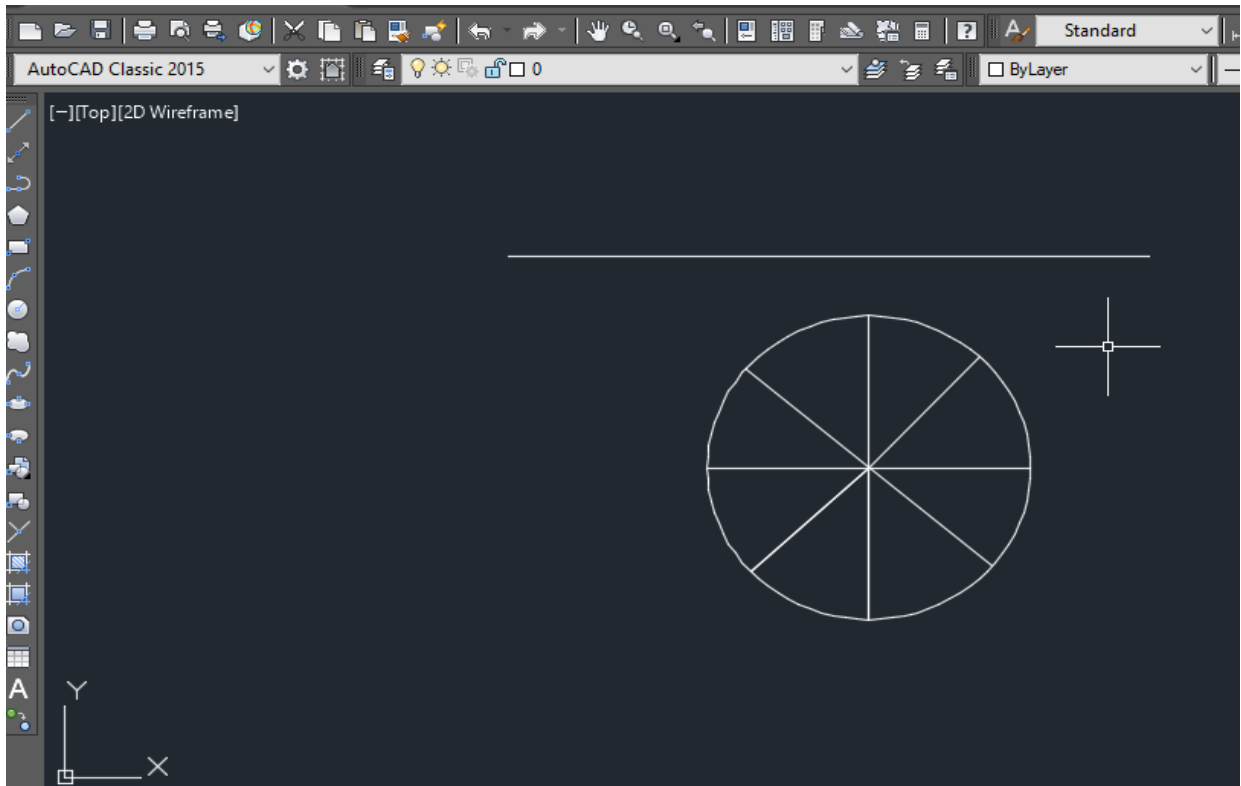 Standard
AutoCAD Classic 2015
0
ByLayer
[−][Top][2D Wireframe]
A
Y
X